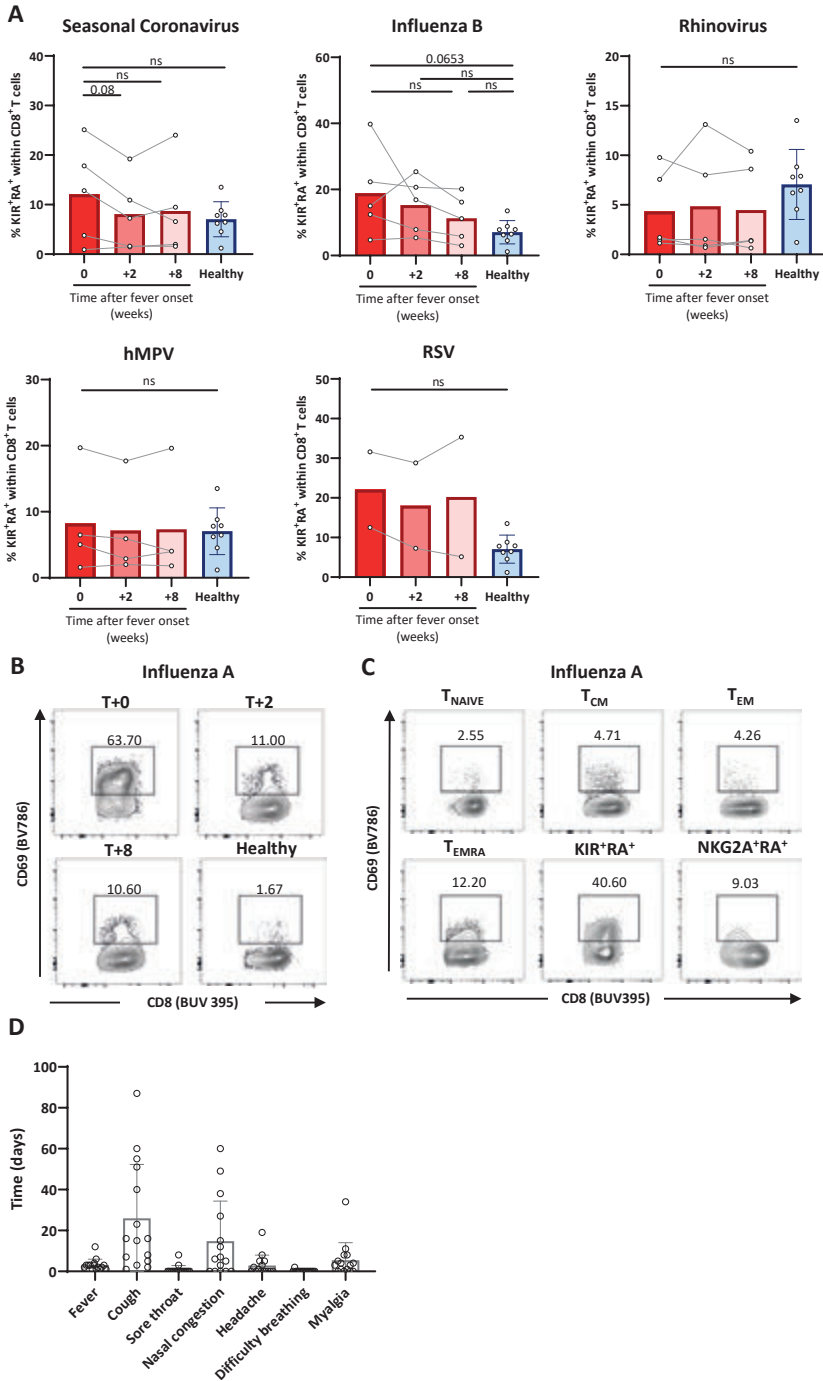 A
Seasonal Coronavirus
% KIR⁺RA⁺ within CD8⁺ T cells
40
30
20
10
0
ns
ns
0.08
0 +2 +8 Healthy
Time after fever onset
(weeks)
Influenza B
% KIR⁺RA⁺ within CD8⁺ T cells
60
40
20
0
0.0653
ns
ns ns
0 +2 +8 Healthy
Time after fever onset
(weeks)
Rhinovirus
% KIR⁺RA⁺ within CD8⁺ T cells
20
15
10
5
0
ns
0 +2 +8 Healthy
Time after fever onset
(weeks)
hMPV
% KIR⁺RA⁺ within CD8⁺ T cells
30
20
10
0
ns
0 +2 +8 Healthy
Time after fever onset
(weeks)
RSV
% KIR⁺RA⁺ within CD8⁺ T cells
50
40
30
20
10
0
ns
0 +2 +8 Healthy
Time after fever onset
(weeks)
B
Influenza A
T+0 T+2
63.70 11.00
T+8 Healthy
10.60 1.67
CD69 (BV786)
CD8 (BUV 395)
C
Influenza A
T_NAIVE T_CM T_EM
2.55 4.71 4.26
T_EMRA KIR⁺RA⁺ NKG2A⁺RA⁺
12.20 40.60 9.03
CD69 (BV786)
CD8 (BUV395)
D
Time (days)
100
80
60
40
20
0
Fever
Cough
Sore throat
Nasal congestion
Headache
Difficulty breathing
Myalgia